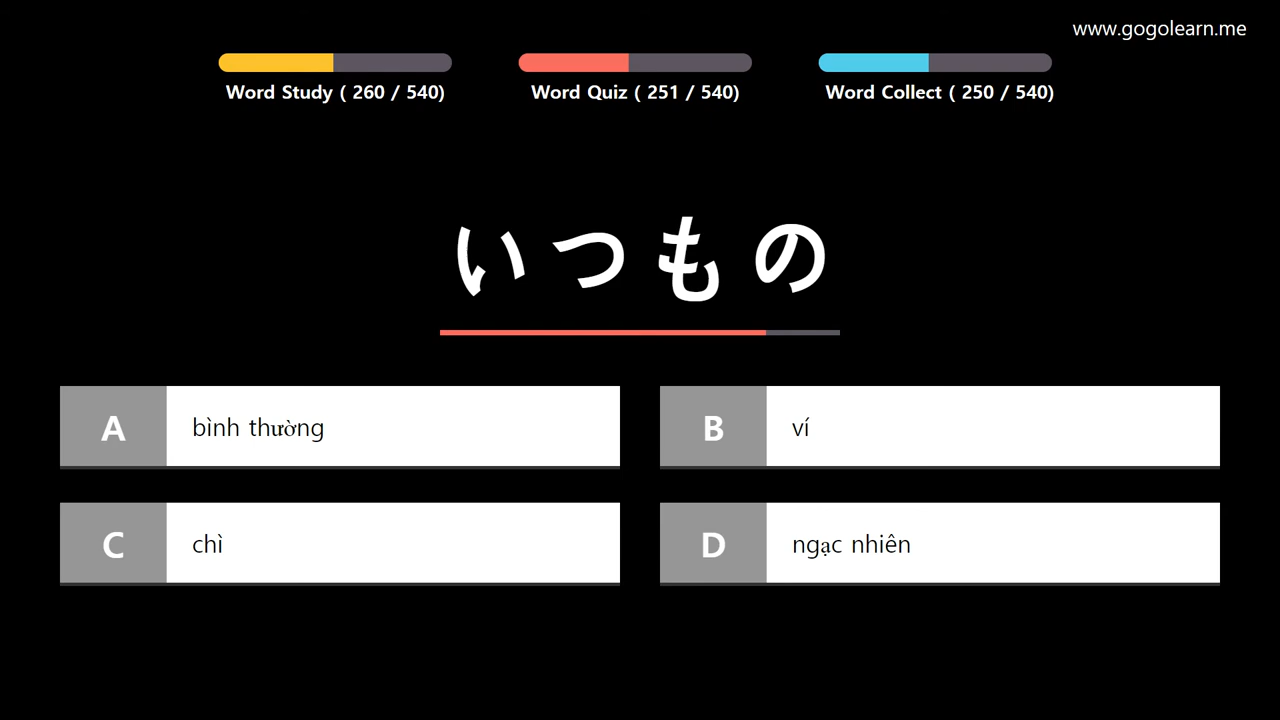 www.gogolearn.me
Word Study ( 260 / 540)
Word Quiz ( 251 / 540)
Word Collect ( 250 / 540)
いつもの
A bình thường
B ví
C chì
D ngạc nhiên